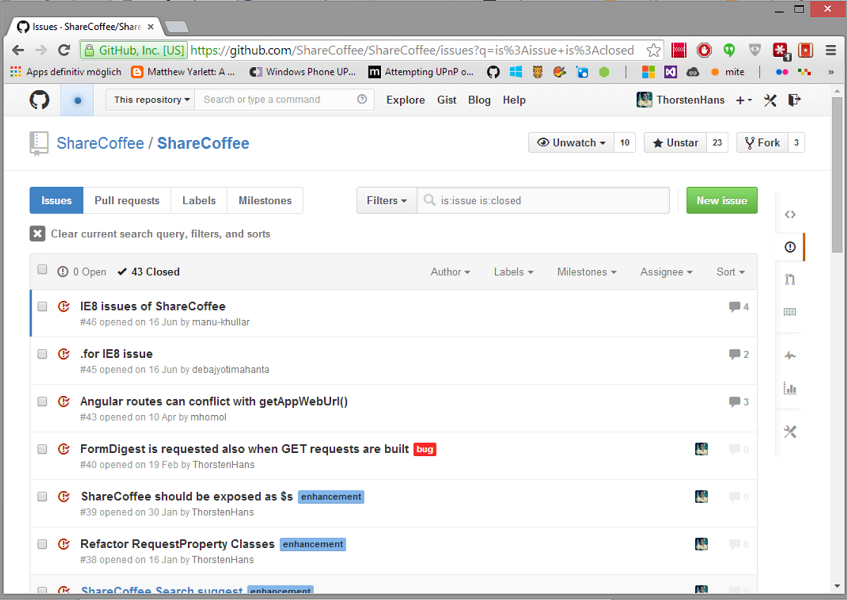 Issues · ShareCoffee/Share
GitHub, Inc. [US] https://github.com/ShareCoffee/ShareCoffee/issues?q=is%3Aissue+is%3Aclosed
Apps definitiv möglich Matthew Yarlett: A ... Windows Phone UP... Attempting UPnP o... mite »
This repository Search or type a command Explore Gist Blog Help ThorstenHans
ShareCoffee / ShareCoffee Unwatch 10 Unstar 23 Fork 3
Issues Pull requests Labels Milestones Filters is:issue is:closed New issue
Clear current search query, filters, and sorts
0 Open 43 Closed Author Labels Milestones Assignee Sort
IE8 issues of ShareCoffee 4
#46 opened on 16 Jun by manu-khullar
.for IE8 issue 2
#45 opened on 16 Jun by debajyotimahanta
Angular routes can conflict with getAppWebUrl() 3
#43 opened on 10 Apr by mhomol
FormDigest is requested also when GET requests are built bug 0
#40 opened on 19 Feb by ThorstenHans
ShareCoffee should be exposed as $s enhancement 0
#39 opened on 30 Jan by ThorstenHans
Refactor RequestProperty Classes enhancement 0
#38 opened on 16 Jan by ThorstenHans
ShareCoffee.Search suggest enhancement